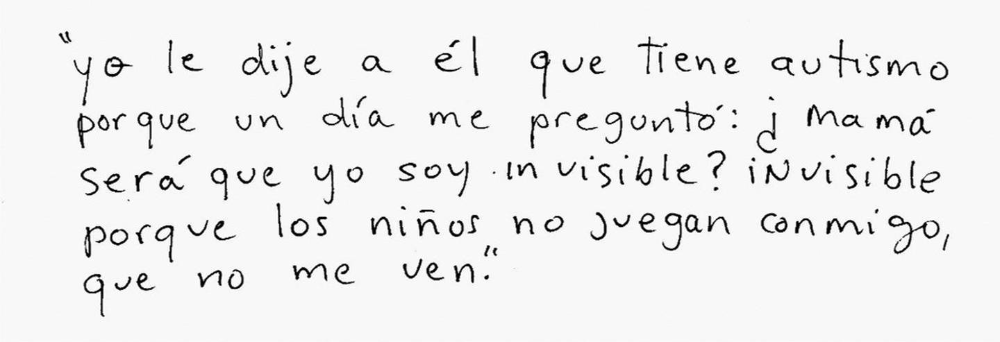 "yo le dije a él que tiene autismo
porque un día me preguntó: ¿Mamá
será que yo soy invisible? invisible
porque los niños no juegan conmigo,
que no me ven."